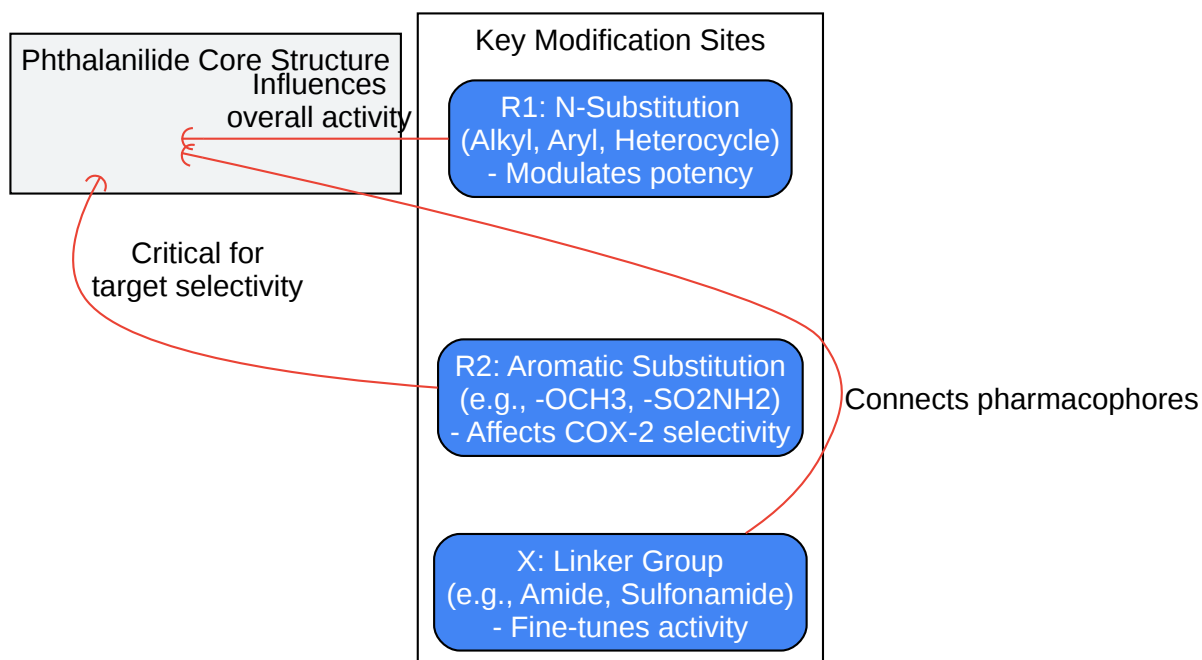 Phthalanilide Core Structure
Influences
overall activity
Critical for
target selectivity
Key Modification Sites
R1: N-Substitution
(Alkyl, Aryl, Heterocycle)
- Modulates potency
R2: Aromatic Substitution
(e.g., -OCH3, -SO2NH2)
- Affects COX-2 selectivity
Connects pharmacophores
X: Linker Group
(e.g., Amide, Sulfonamide)
- Fine-tunes activity